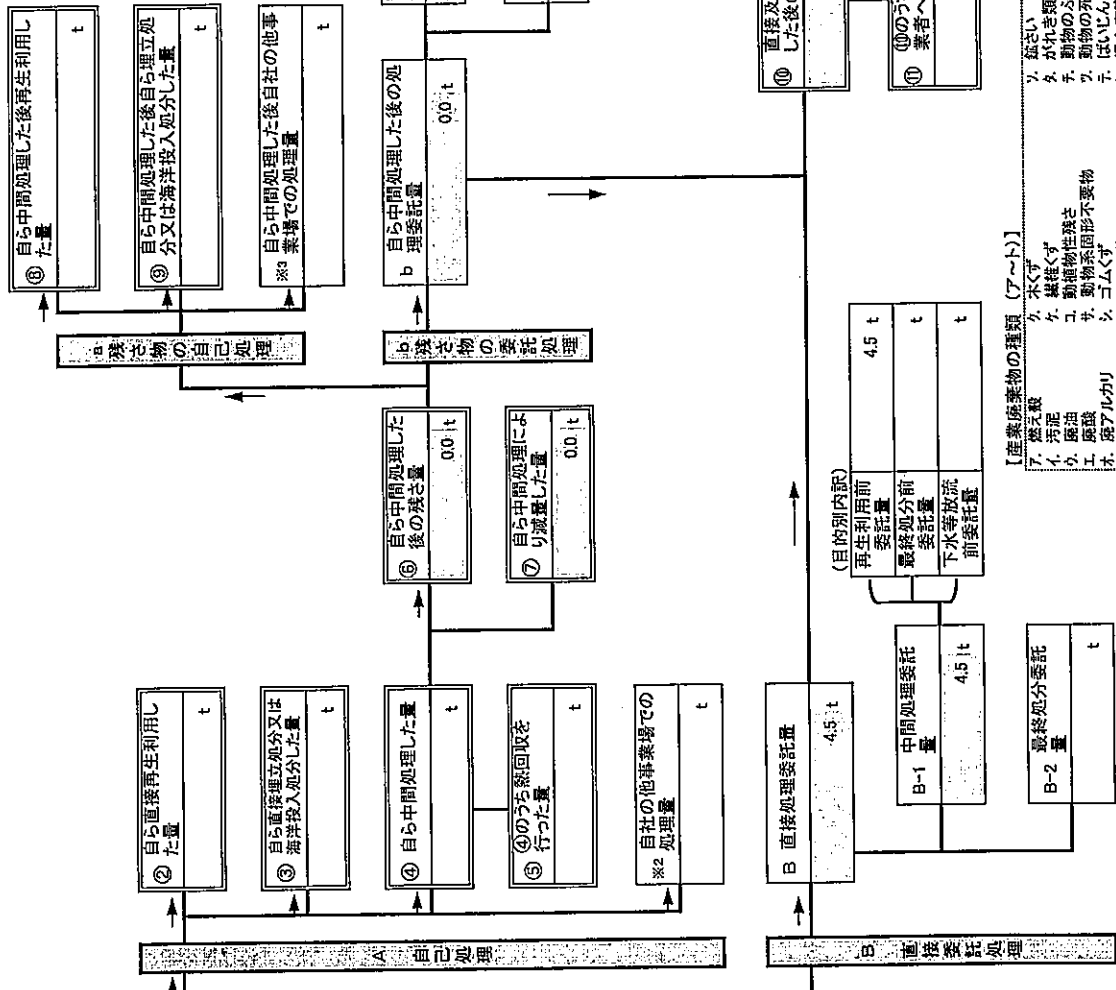 A 自己処理
② 自ら直接再生利用し
た量
t
③ 自ら直接埋立処分又は
海洋投入処分した量
t
④ 自ら中間処理した量
t
⑤ ④のうち熱回収を
行った量
t
※2 自社の他事業場での
処理量
t
⑥ 自ら中間処理した
後の残さ量
0.0 t
⑦ 自ら中間処理によ
り減量した量
0.0 t
a 残さ物の自己処理
⑧ 自ら中間処理した後再生利用し
た量
t
⑨ 自ら中間処理した後自ら埋立処
分又は海洋投入処分した量
t
※3 自ら中間処理した後自社の他事
業場での処理量
t
b 残さ物の委託処理
b 自ら中間処理した後の処
理委託量
0.0 t
B 直接委託処理
B 直接処理委託量
4.5 t
B-1 中間処理委託
量
4.5 t
B-2 最終処分委託
量
t
(目的別内訳)
再生利用前
委託量
4.5 t
最終処分前
委託量
t
下水等放流
前委託量
t
⑩ 直接及
した後
⑪ ⑩のう
業者へ
【産業廃棄物の種類（ア～ト）】
ア. 燃え殻
イ. 汚泥
ウ. 廃油
エ. 廃酸
オ. 廃アルカリ
ク. 木くず
ケ. 繊維くず
コ. 動植物性残さ
サ. 動物系固形不要物
シ. ゴムくず
ソ. 鉱さい
タ. がれき類
チ. 動物のふ
ツ. 動物の死
テ. ばいじん